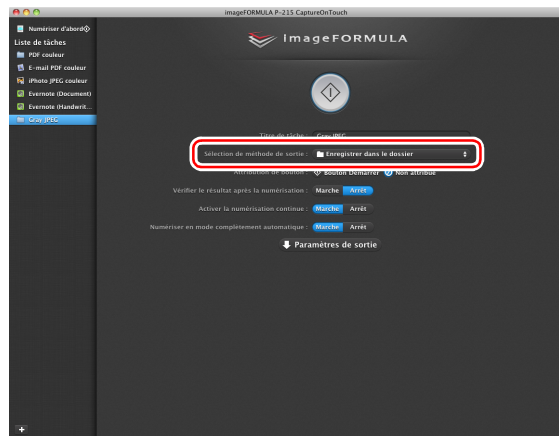 imageFORMULA P-215 CaptureOnTouch
Numériser d'abord
Liste de tâches
PDF couleur
E-mail PDF couleur
iPhoto JPEG couleur
Evernote (Document)
Evernote (Handwrit...
Gray JPEG
imageFORMULA
Titre de tâche : Gray JPEG
Sélection de méthode de sortie : Enregistrer dans le dossier
Attribution de bouton : Bouton Démarrer Non attribué
Vérifier le résultat après la numérisation : Marche Arrêt
Activer la numérisation continue : Marche Arrêt
Numériser en mode complètement automatique : Marche Arrêt
Paramètres de sortie